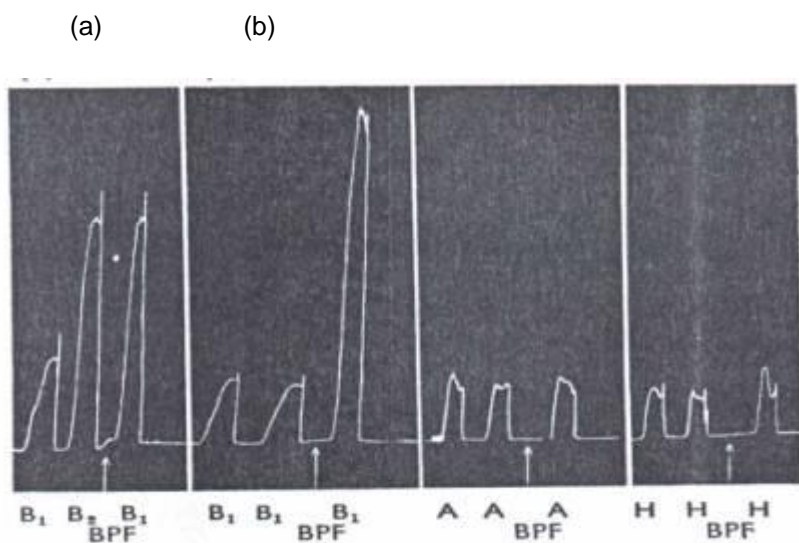 (a) (b)
B₁ B₂ B₁ B₁ B₁ B₁ A A A H H H
BPF BPF BPF BPF